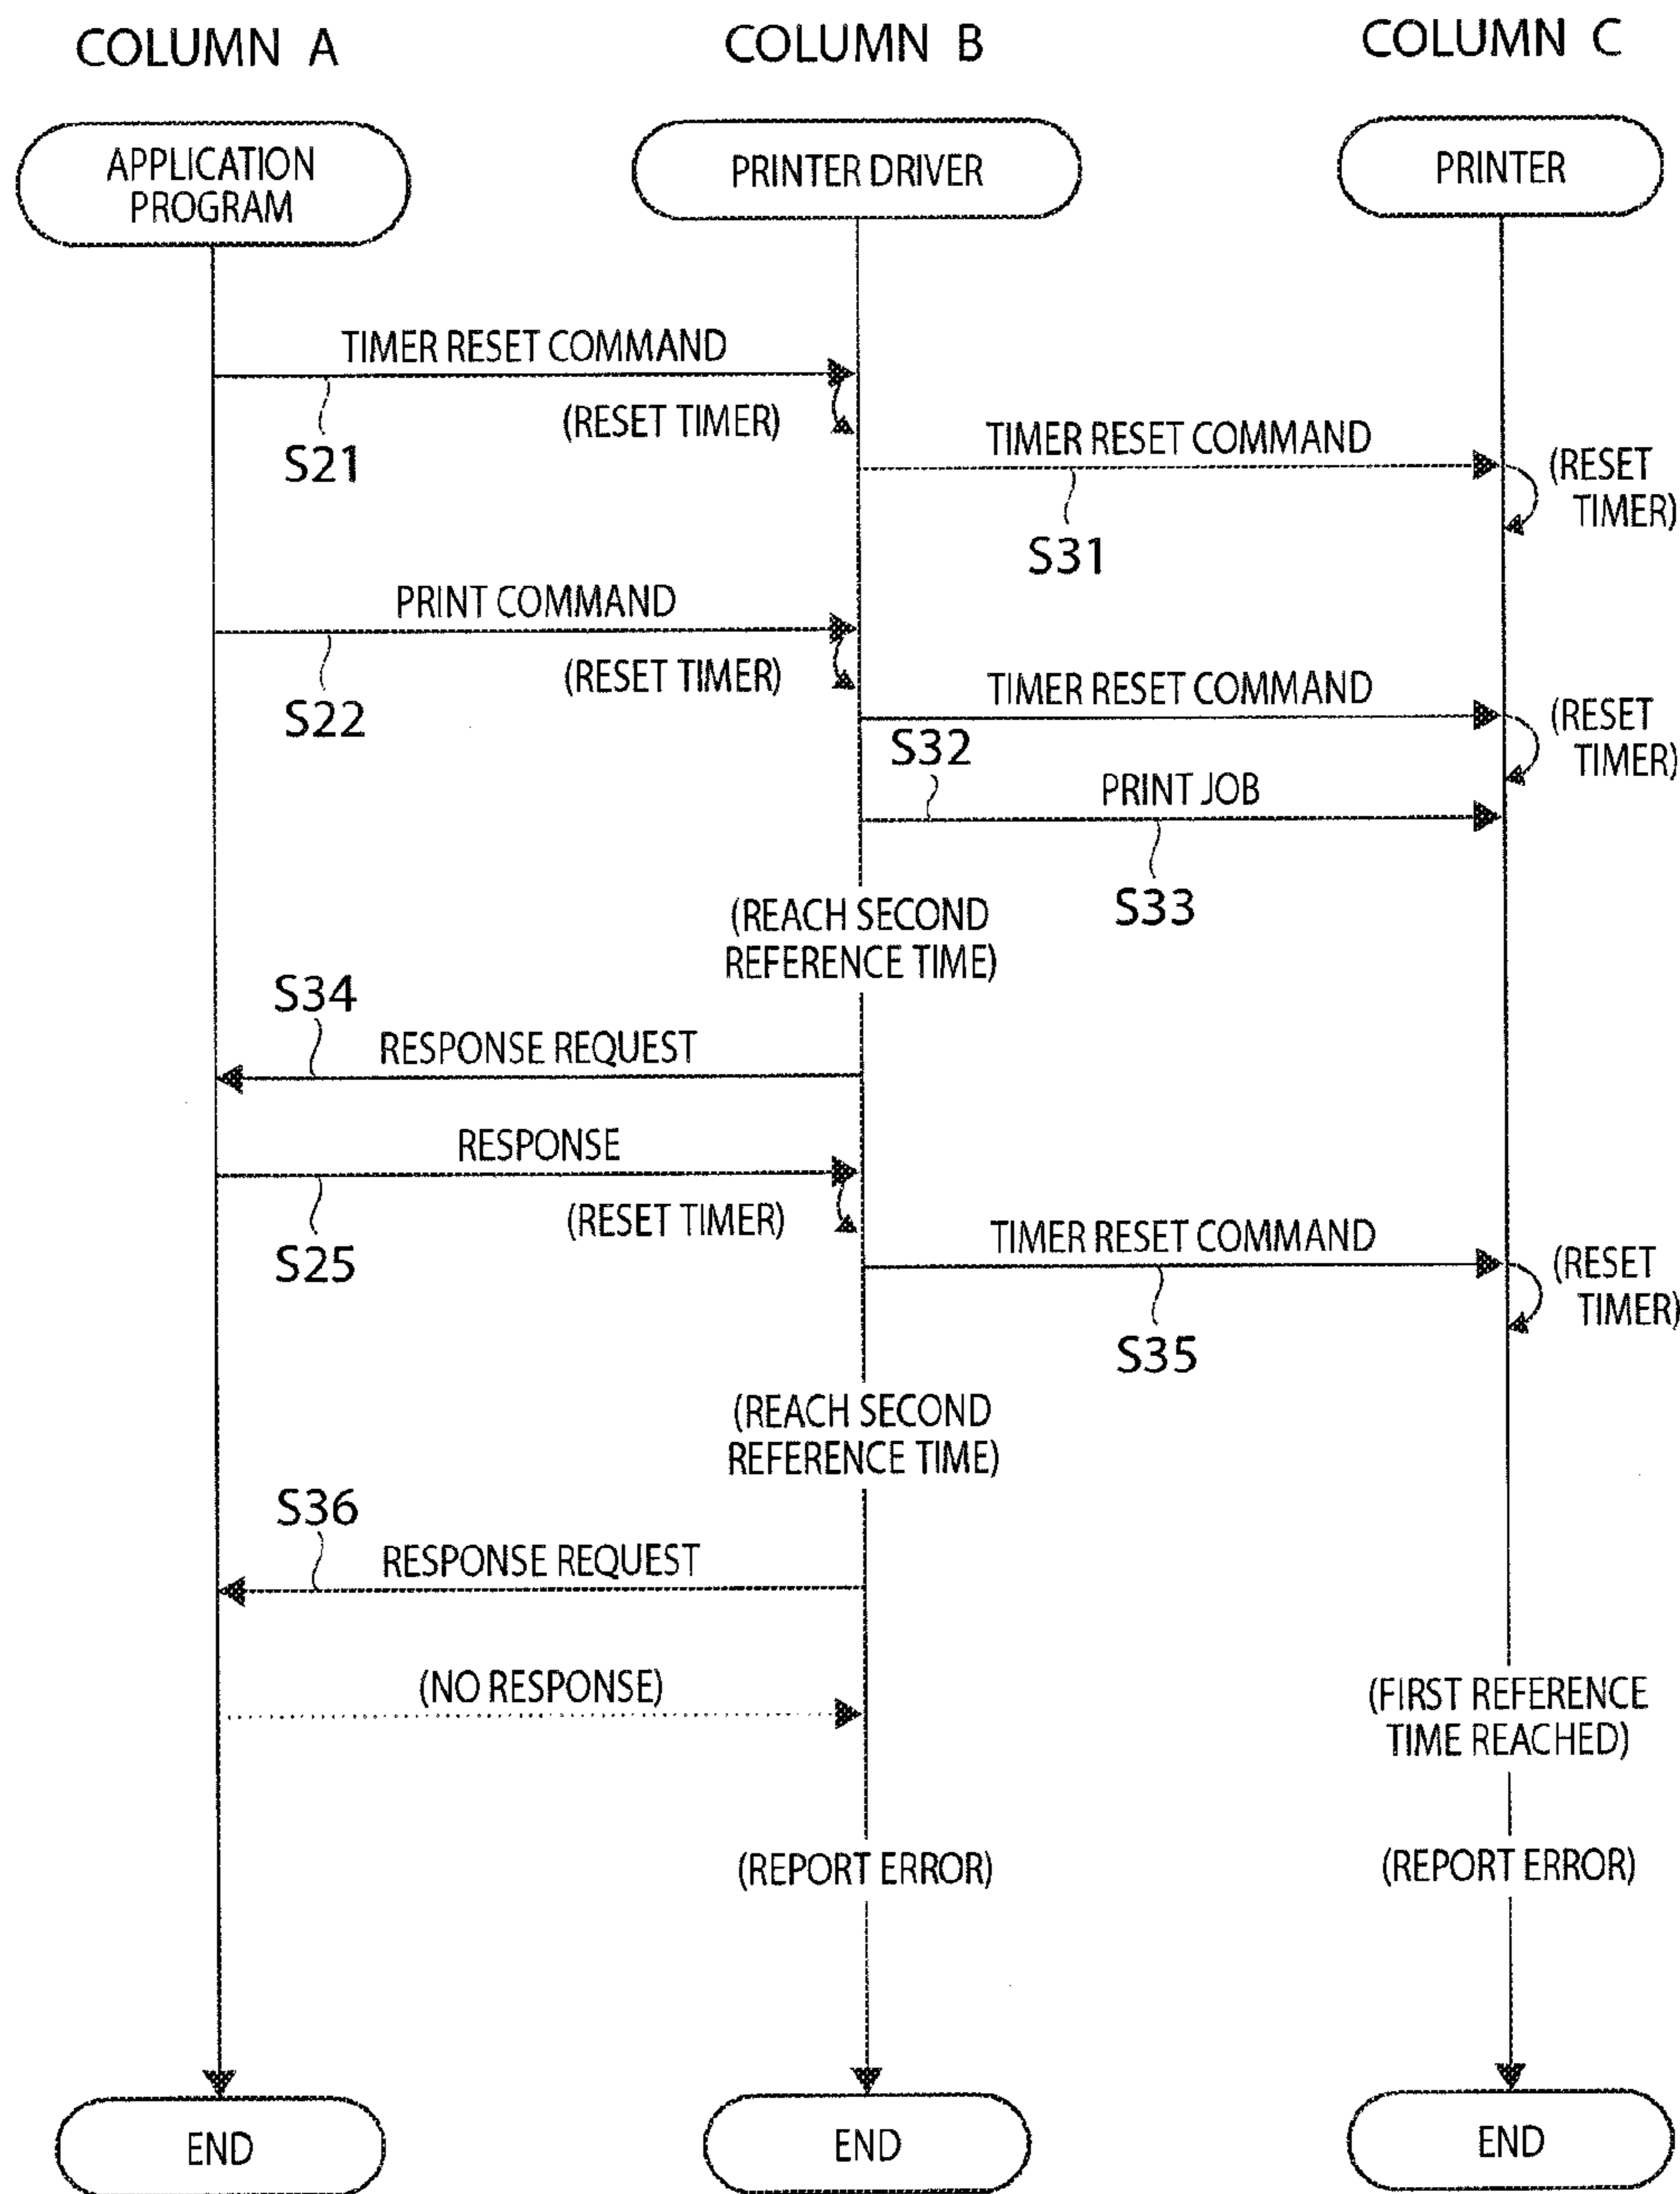 COLUMN A
COLUMN B
COLUMN C
APPLICATION
PROGRAM
PRINTER DRIVER
PRINTER
TIMER RESET COMMAND
(RESET TIMER)
S21
TIMER RESET COMMAND
(RESET
TIMER)
S31
PRINT COMMAND
(RESET TIMER)
S22
TIMER RESET COMMAND
(RESET
TIMER)
S32
PRINT JOB
S33
(REACH SECOND
REFERENCE TIME)
S34
RESPONSE REQUEST
RESPONSE
(RESET TIMER)
S25
TIMER RESET COMMAND
(RESET
TIMER)
S35
(REACH SECOND
REFERENCE TIME)
S36
RESPONSE REQUEST
(NO RESPONSE)
(FIRST REFERENCE
TIME REACHED)
(REPORT ERROR)
(REPORT ERROR)
END
END
END